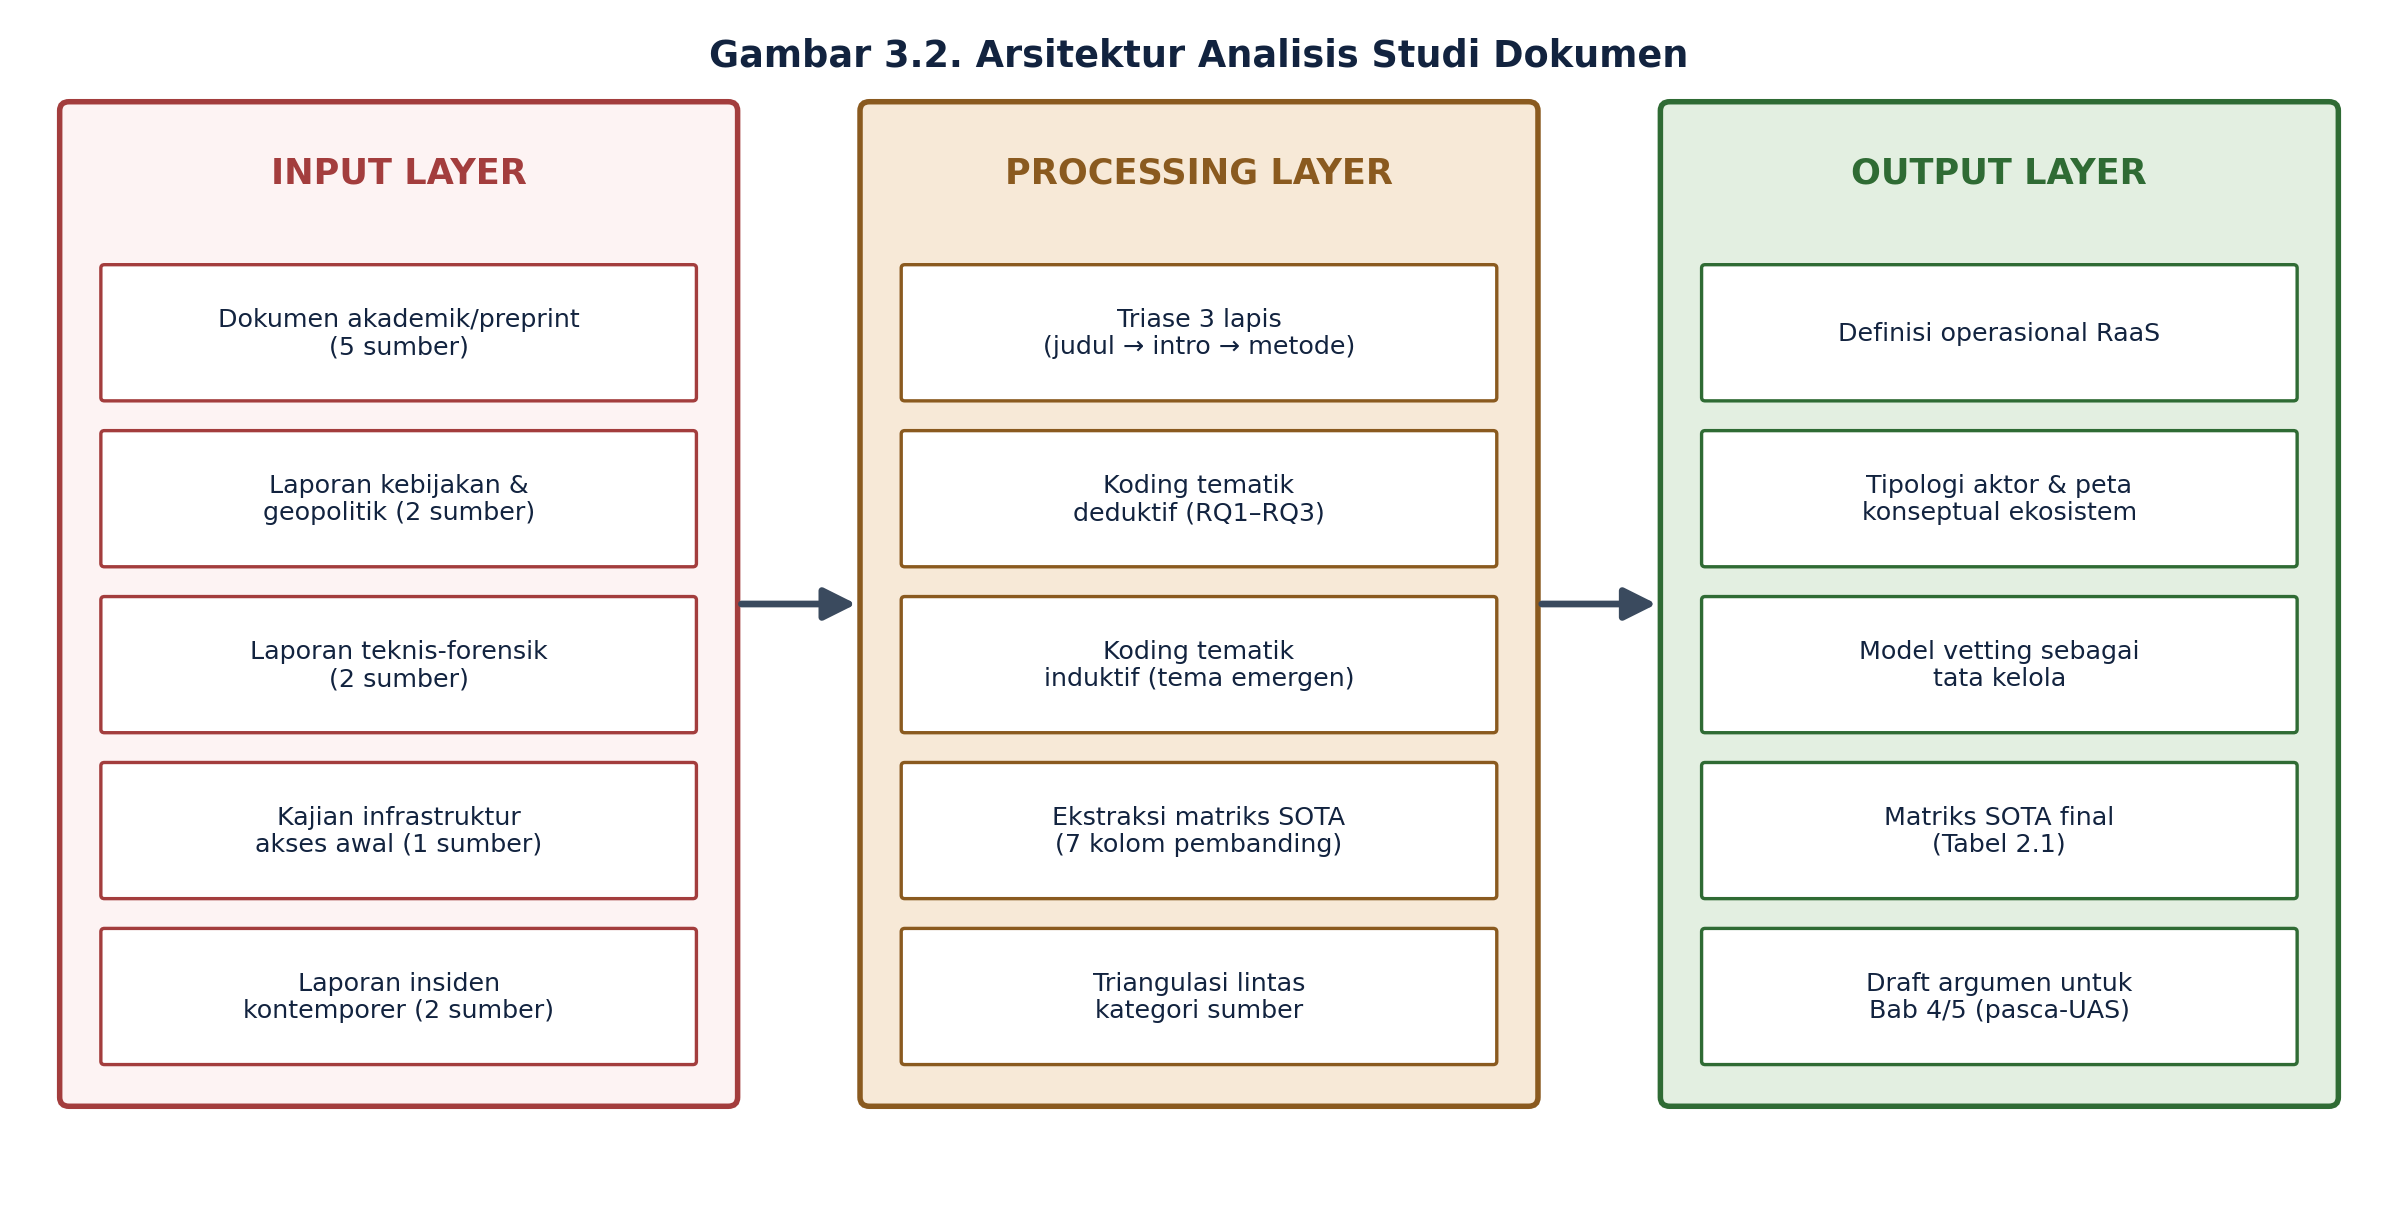 Gambar 3.2. Arsitektur Analisis Studi Dokumen
INPUT LAYER
Dokumen akademik/preprint
(5 sumber)
Laporan kebijakan &
geopolitik (2 sumber)
Laporan teknis-forensik
(2 sumber)
Kajian infrastruktur
akses awal (1 sumber)
Laporan insiden
kontemporer (2 sumber)
PROCESSING LAYER
Triase 3 lapis
(judul → intro → metode)
Koding tematik
deduktif (RQ1–RQ3)
Koding tematik
induktif (tema emergen)
Ekstraksi matriks SOTA
(7 kolom pembanding)
Triangulasi lintas
kategori sumber
OUTPUT LAYER
Definisi operasional RaaS
Tipologi aktor & peta
konseptual ekosistem
Model vetting sebagai
tata kelola
Matriks SOTA final
(Tabel 2.1)
Draft argumen untuk
Bab 4/5 (pasca-UAS)